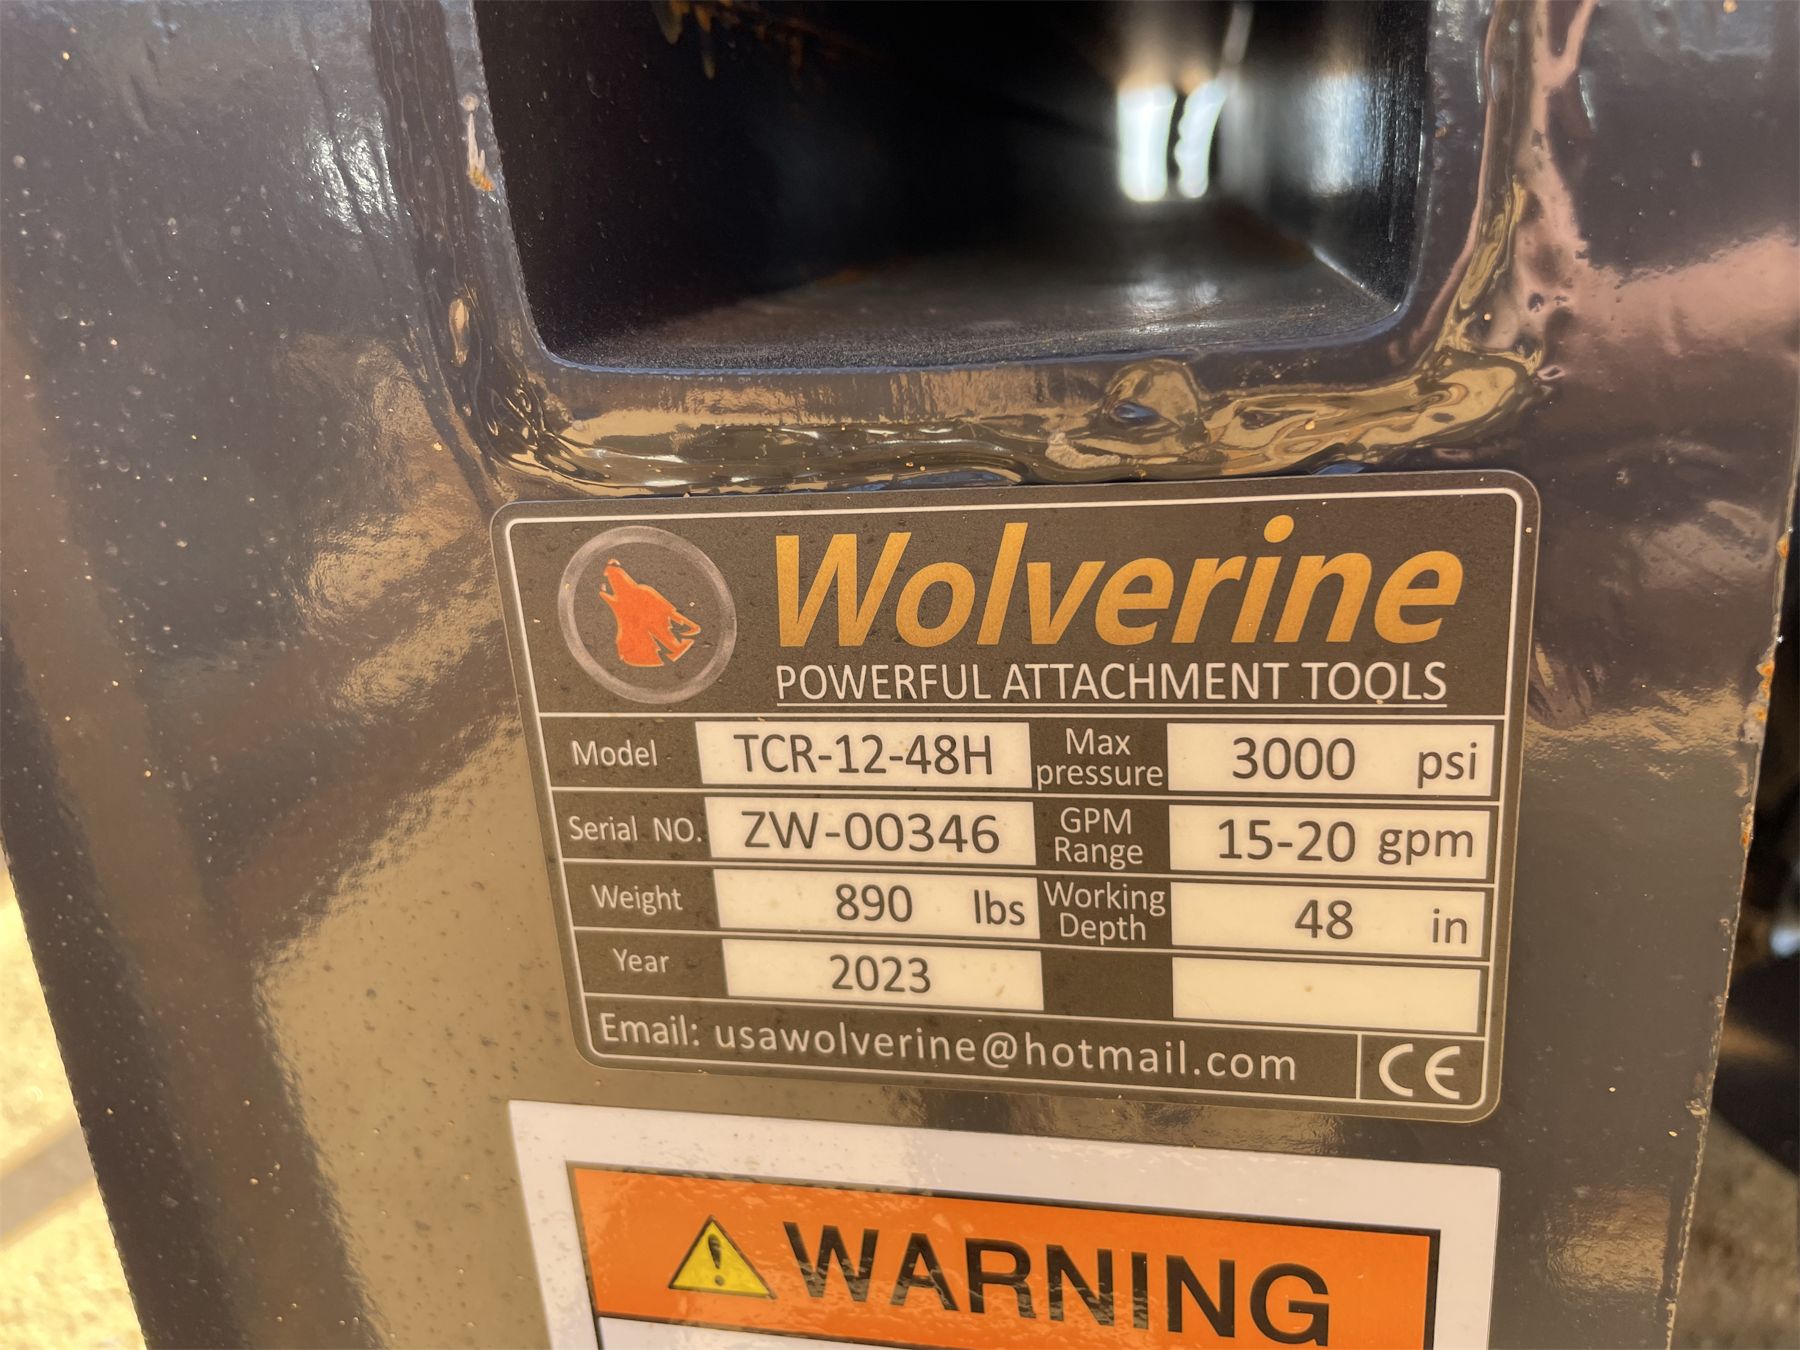 Wolverine
POWERFUL ATTACHMENT TOOLS
Model TCR-12-48H Max pressure 3000 psi
Serial NO. ZW-00346 GPM Range 15-20 gpm
Weight 890 lbs Working Depth 48 in
Year 2023
Email: usawolverine@hotmail.com CE
WARNING